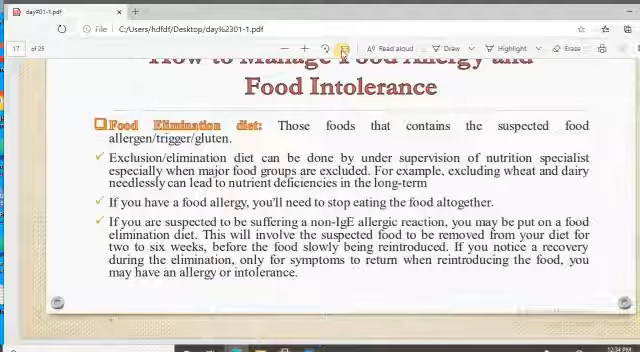 day#01-1.pdf
File | C:/Users/hdfdf/Desktop/day%2301-1.pdf
17 of 25 Read aloud Draw Highlight Erase
How to Manage Food Allergy and
Food Intolerance
Food Elimination diet: Those foods that contains the suspected food
allergen/trigger/gluten.
Exclusion/elimination diet can be done by under supervision of nutrition specialist
especially when major food groups are excluded. For example, excluding wheat and dairy
needlessly can lead to nutrient deficiencies in the long-term
If you have a food allergy, you'll need to stop eating the food altogether.
If you are suspected to be suffering a non-IgE allergic reaction, you may be put on a food
elimination diet. This will involve the suspected food to be removed from your diet for
two to six weeks, before the food slowly being reintroduced. If you notice a recovery
during the elimination, only for symptoms to return when reintroducing the food, you
may have an allergy or intolerance.
12:34 PM